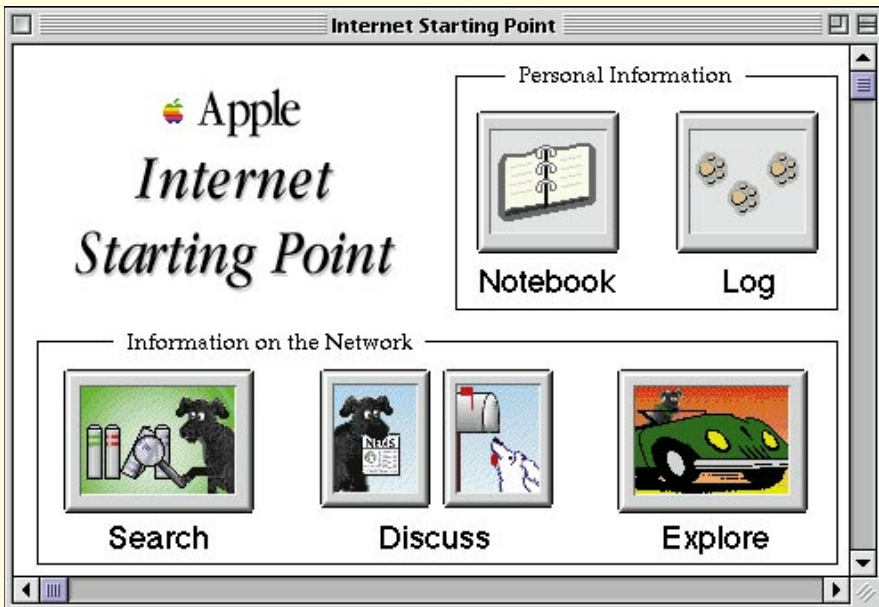 Internet Starting Point
Apple
Internet
Starting Point
Personal Information
Notebook
Log
Information on the Network
Search
Discuss
Explore